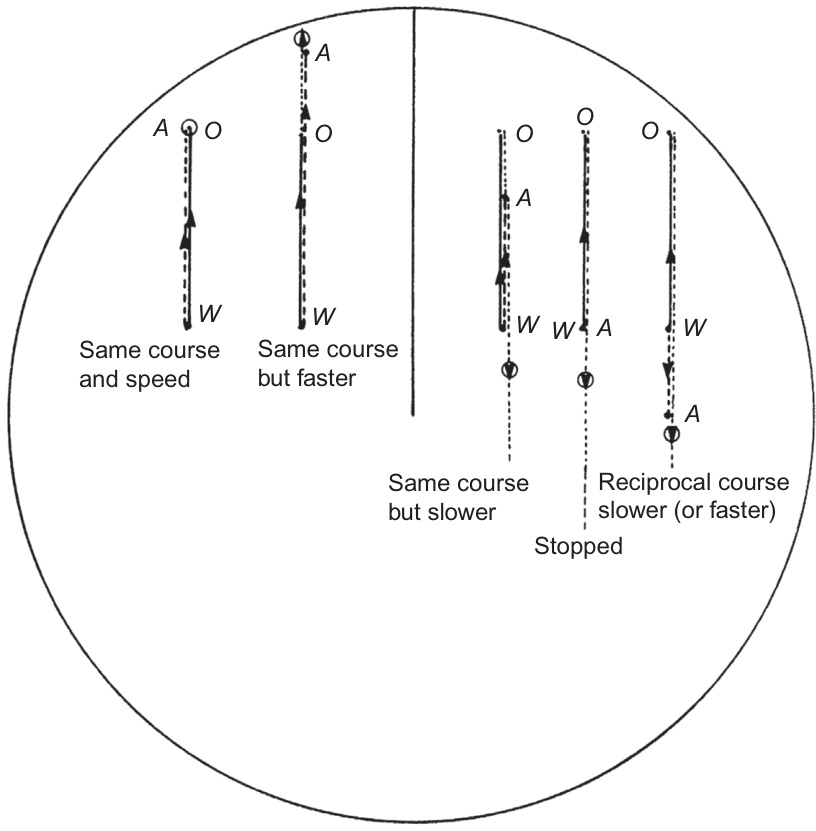 A
A O
O
W
Same course
and speed
W
Same course
but faster
O
O
O
A
W
W A
W
A
Same course
but slower
Stopped
Reciprocal course
slower (or faster)